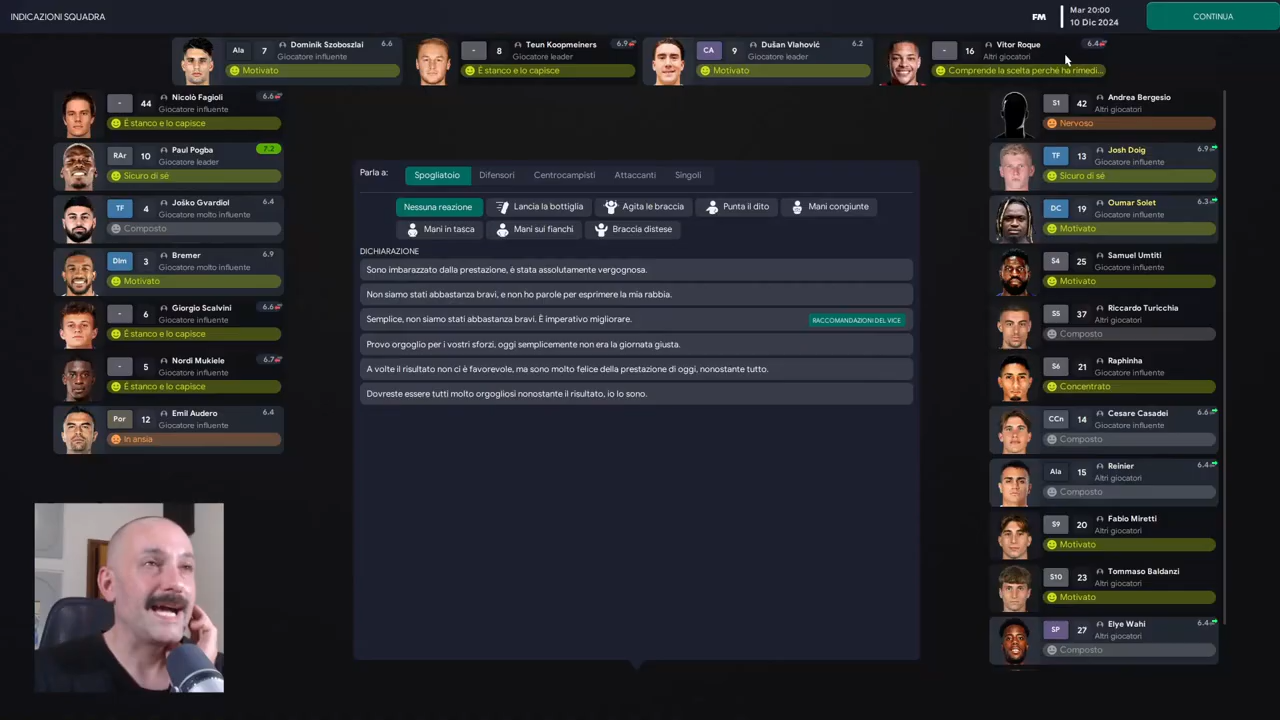 INDICAZIONI SQUADRA
FM
Mar 20:00
10 Dic 2024
CONTINUA
Ala 7 Dominik Szoboszlai 6.6
Giocatore influente
Motivato
- 8 Teun Koopmeiners 6.9
Giocatore leader
È stanco e lo capisce
CA 9 Dušan Vlahović 6.2
Giocatore leader
Motivato
- 16 Vitor Roque 6.4
Altri giocatori
Comprende la scelta perché ha rimedi...
- 44 Nicolò Fagioli 6.6
Giocatore influente
È stanco e lo capisce
RAr 10 Paul Pogba 7.2
Giocatore leader
Sicuro di sé
TF 4 Joško Gvardiol 6.4
Giocatore molto influente
Composto
DIm 3 Bremer 6.9
Giocatore molto influente
Motivato
- 6 Giorgio Scalvini 6.6
Giocatore influente
È stanco e lo capisce
- 5 Nordi Mukiele 6.7
Giocatore influente
È stanco e lo capisce
Por 12 Emil Audero 6.4
Giocatore influente
In ansia
Parla a: Spogliatoio Difensori Centrocampisti Attaccanti Singoli
Nessuna reazione Lancia la bottiglia Agita le braccia Punta il dito Mani congiunte
Mani in tasca Mani sui fianchi Braccia distese
DICHIARAZIONE
Sono imbarazzato dalla prestazione, è stata assolutamente vergognosa.
Non siamo stati abbastanza bravi, e non ho parole per esprimere la mia rabbia.
Semplice, non siamo stati abbastanza bravi. È imperativo migliorare. RACCOMANDAZIONI DEL VICE
Provo orgoglio per i vostri sforzi, oggi semplicemente non era la giornata giusta.
A volte il risultato non ci è favorevole, ma sono molto felice della prestazione di oggi, nonostante tutto.
Dovreste essere tutti molto orgogliosi nonostante il risultato, io lo sono.
S1 42 Andrea Bergesio
Altri giocatori
Nervoso
TF 13 Josh Doig 6.9
Giocatore influente
Sicuro di sé
DC 19 Oumar Solet 6.3
Giocatore influente
Motivato
S4 25 Samuel Umtiti
Giocatore influente
Motivato
S5 37 Riccardo Turicchia
Altri giocatori
Composto
S6 21 Raphinha
Giocatore influente
Concentrato
CCn 14 Cesare Casadei 6.6
Giocatore influente
Composto
Ala 15 Reinier 6.4
Altri giocatori
Composto
S9 20 Fabio Miretti
Altri giocatori
Motivato
S10 23 Tommaso Baldanzi
Altri giocatori
Motivato
SP 27 Elye Wahi 6.4
Altri giocatori
Composto